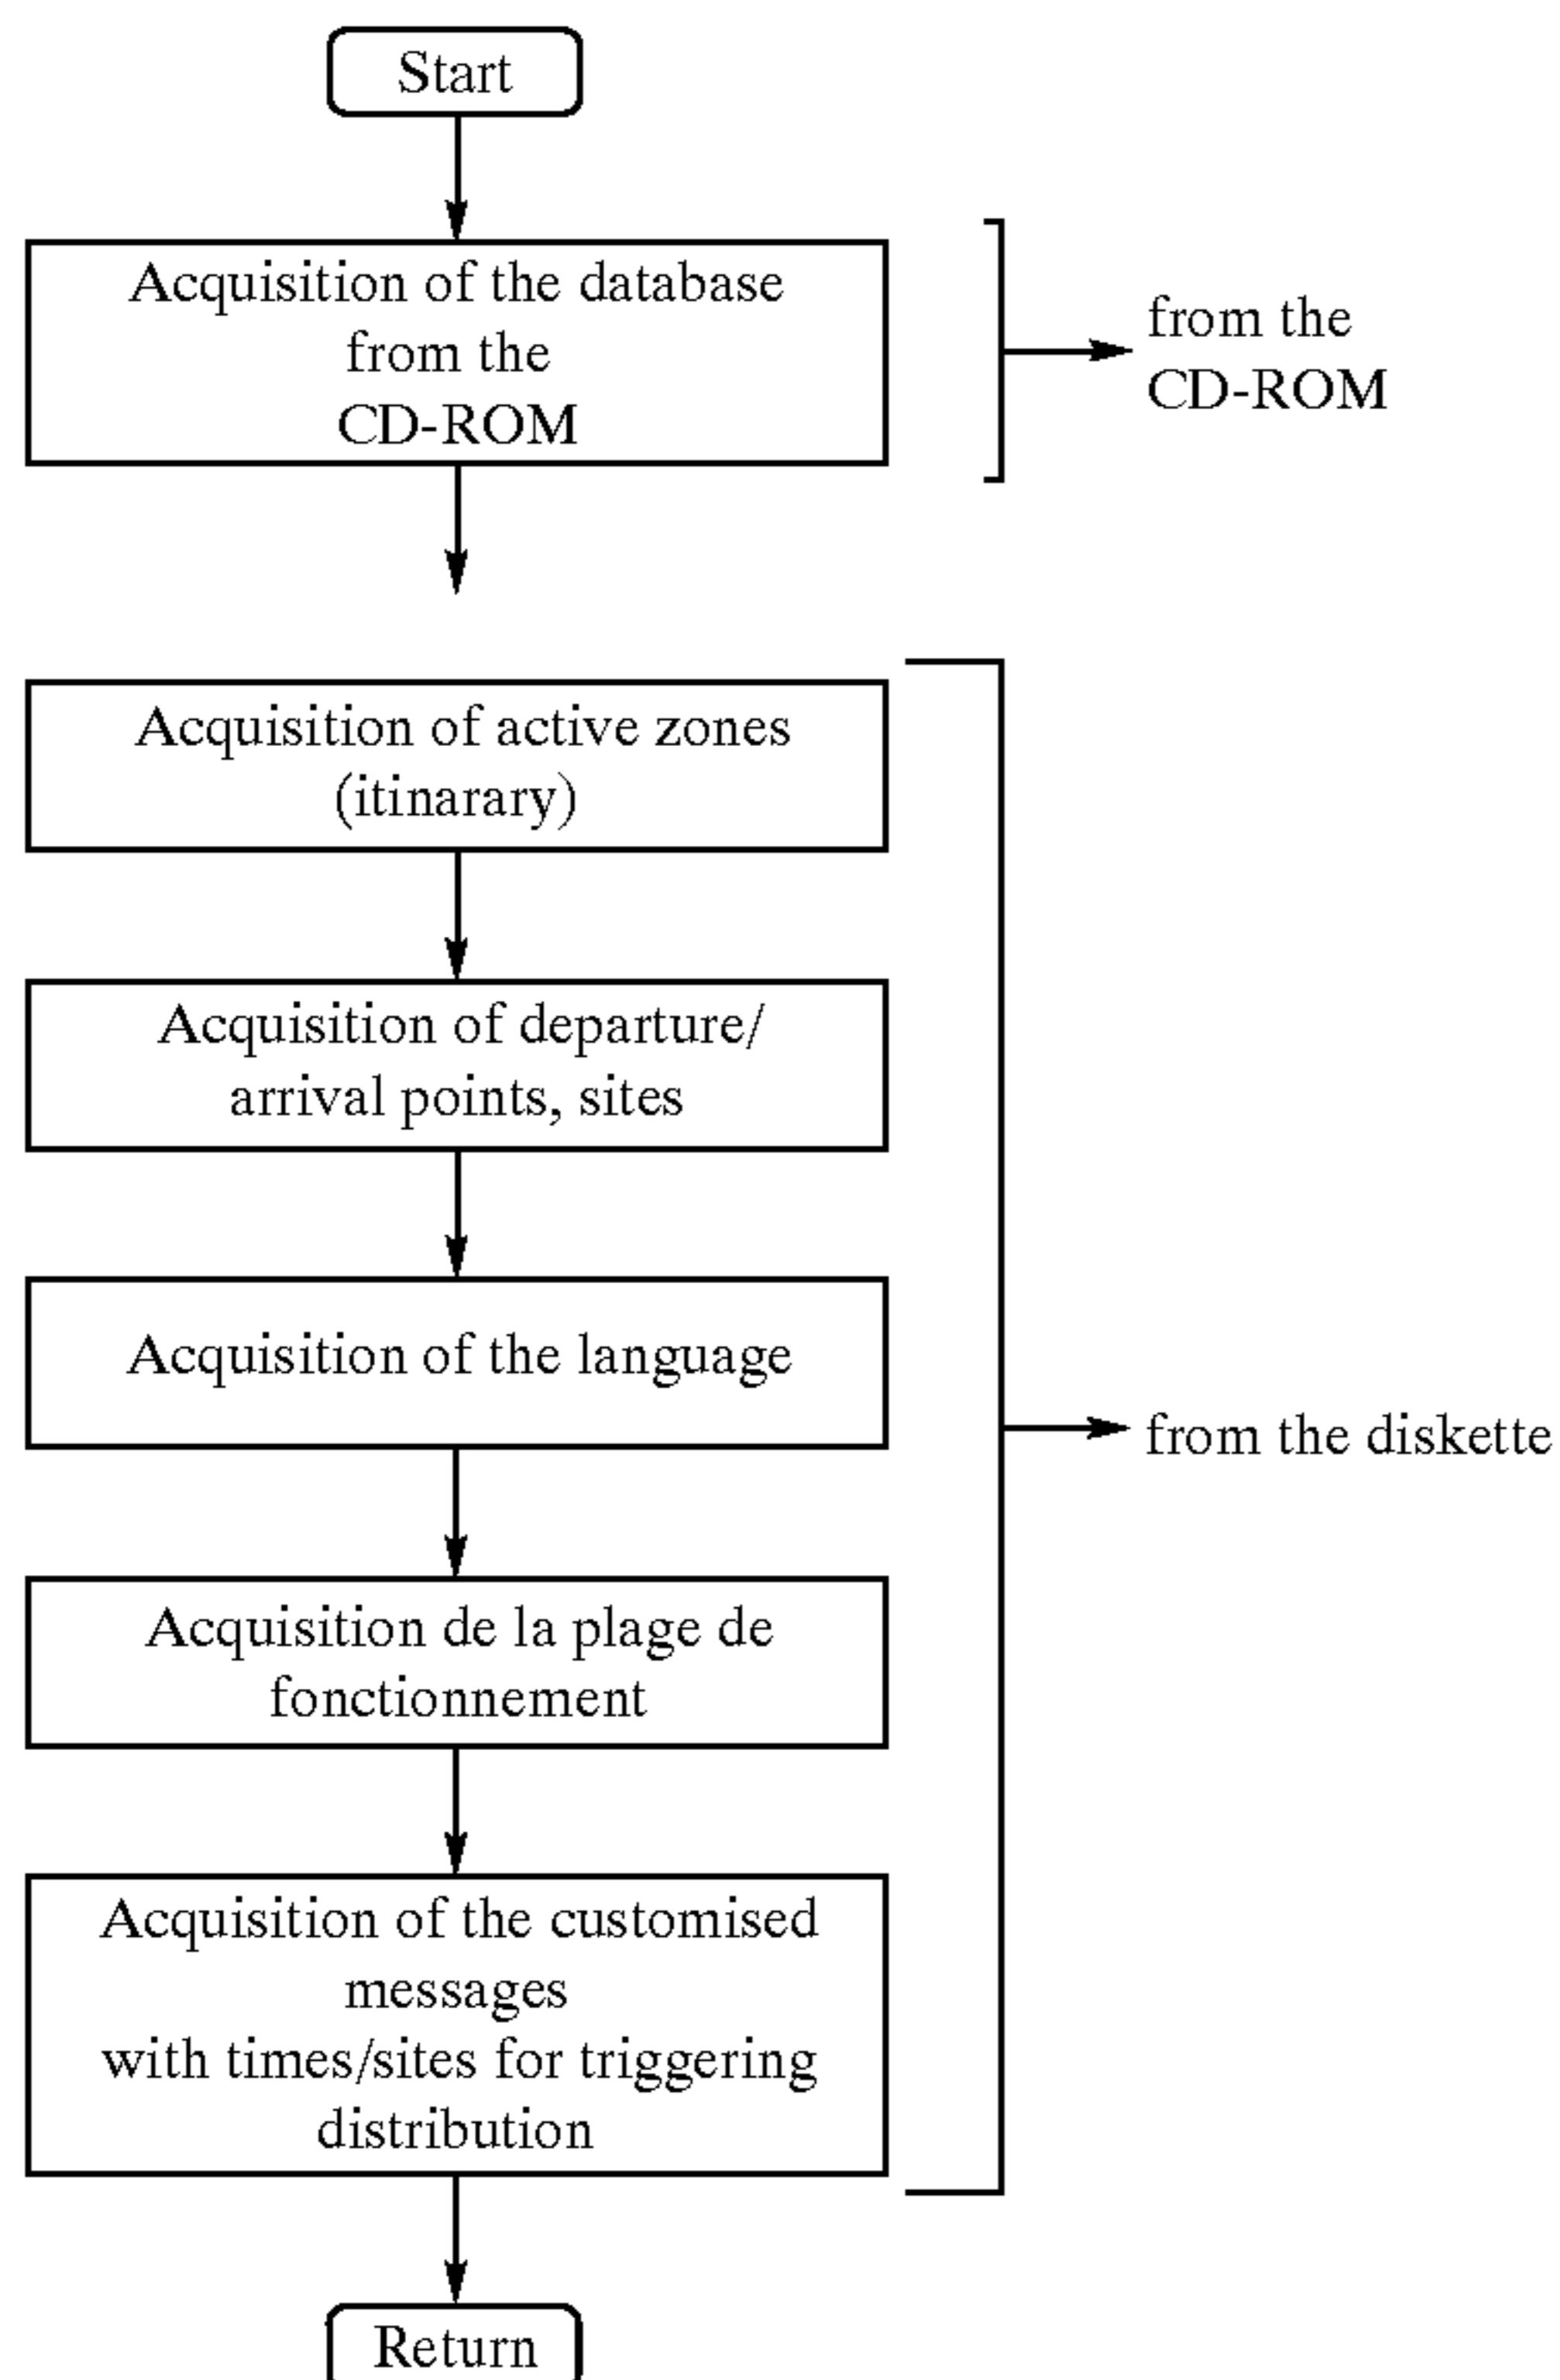 Start
Acquisition of the database
from the
CD-ROM
from the
CD-ROM
Acquisition of active zones
(itinarary)
Acquisition of departure/
arrival points, sites
Acquisition of the language
from the diskette
Acquisition de la plage de
fonctionnement
Acquisition of the customised
messages
with times/sites for triggering
distribution
Return